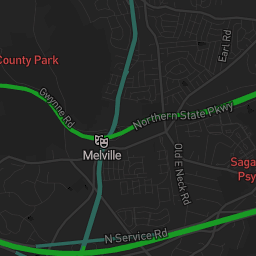 Earl Rd
County Park
Gwynne Rd
Northern State Pkwy
Melville
Old E Neck Rd
Saga
Psy
N Service Rd